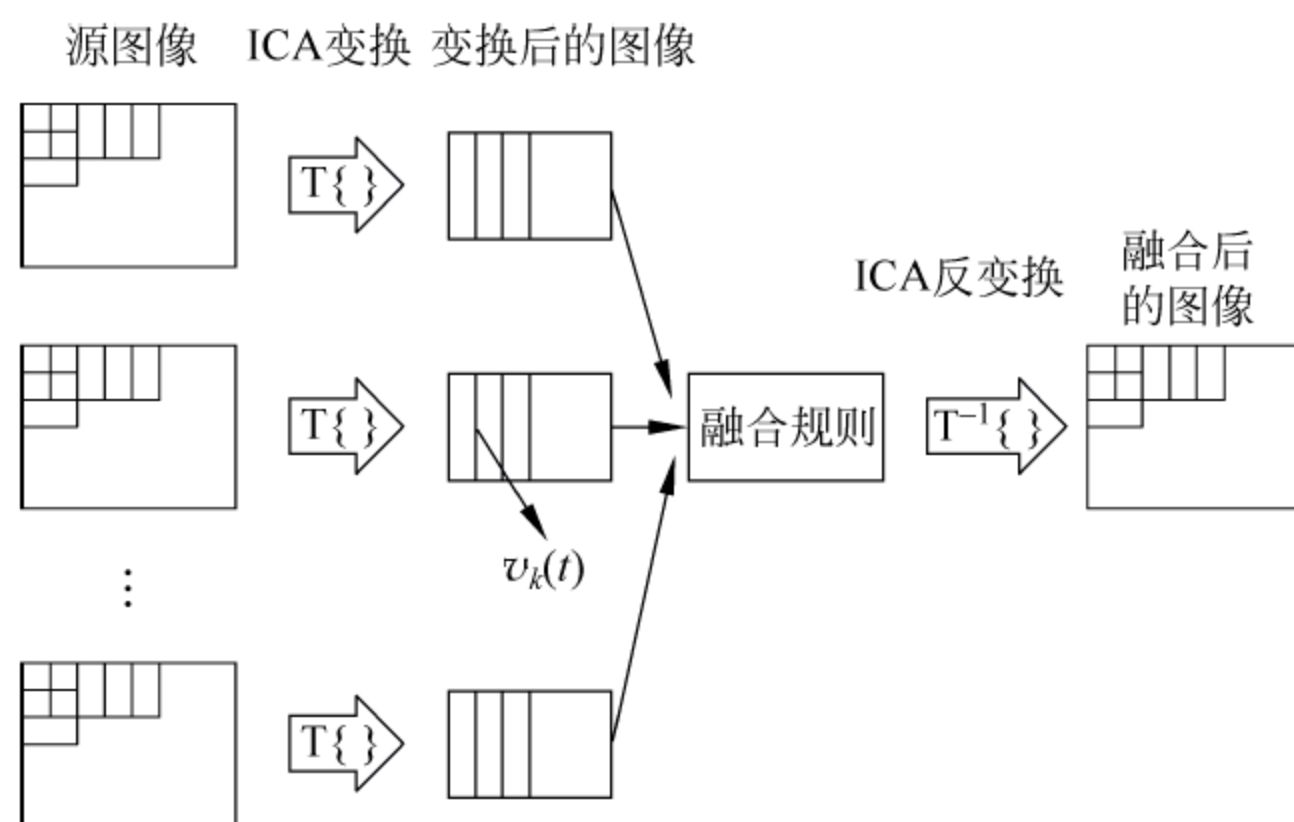 源图像 ICA变换 变换后的图像
T{ }
ICA反变换
融合后
的图像
T{ }
融合规则
T⁻¹{ }
vₖ(t)
⋮
T{ }